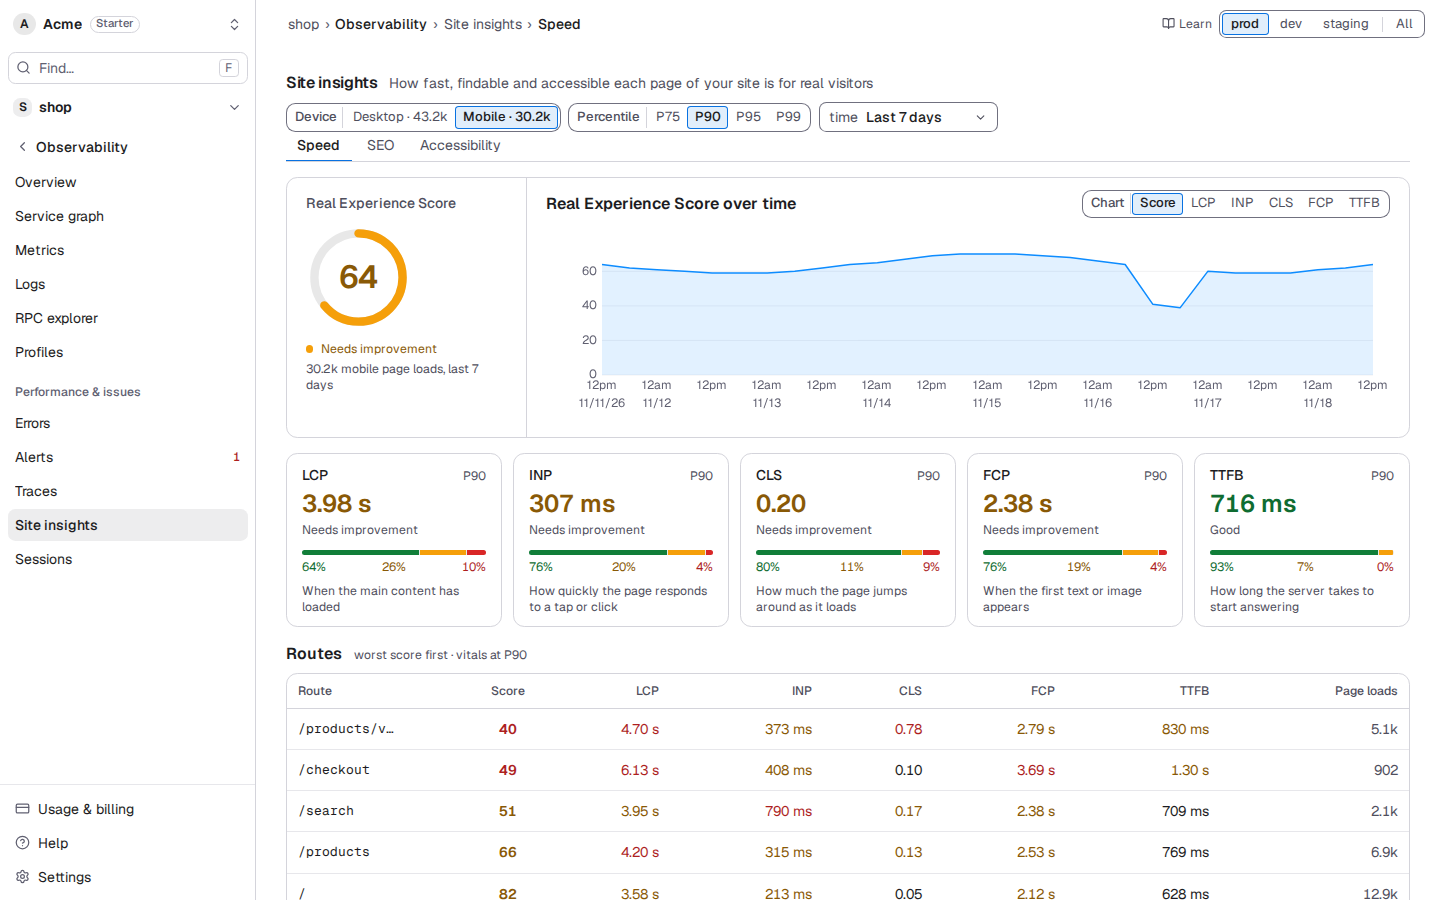 A Acme Starter
Find... F
S shop
Observability
Overview
Service graph
Metrics
Logs
RPC explorer
Profiles
Performance & issues
Errors
Alerts 1
Traces
Site insights
Sessions
Usage & billing
Help
Settings
shop › Observability › Site insights › Speed
Learn prod dev staging All
Site insights How fast, findable and accessible each page of your site is for real visitors
Device Desktop · 43.2k Mobile · 30.2k Percentile P75 P90 P95 P99 time Last 7 days
Speed SEO Accessibility
Real Experience Score
64
Needs improvement
30.2k mobile page loads, last 7
days
Real Experience Score over time
Chart Score LCP INP CLS FCP TTFB
60
40
20
0
12pm 12am 12pm 12am 12pm 12am 12pm 12am 12pm 12am 12pm 12am 12pm 12am 12pm
11/11/26 11/12 11/13 11/14 11/15 11/16 11/17 11/18
LCP P90
3.98 s
Needs improvement
64% 26% 10%
When the main content has
loaded
INP P90
307 ms
Needs improvement
76% 20% 4%
How quickly the page responds
to a tap or click
CLS P90
0.20
Needs improvement
80% 11% 9%
How much the page jumps
around as it loads
FCP P90
2.38 s
Needs improvement
76% 19% 4%
When the first text or image
appears
TTFB P90
716 ms
Good
93% 7% 0%
How long the server takes to
start answering
Routes worst score first · vitals at P90
Route Score LCP INP CLS FCP TTFB Page loads
/products/v… 40 4.70 s 373 ms 0.78 2.79 s 830 ms 5.1k
/checkout 49 6.13 s 408 ms 0.10 3.69 s 1.30 s 902
/search 51 3.95 s 790 ms 0.17 2.38 s 709 ms 2.1k
/products 66 4.20 s 315 ms 0.13 2.53 s 769 ms 6.9k
/ 82 3.58 s 213 ms 0.05 2.12 s 628 ms 12.9k